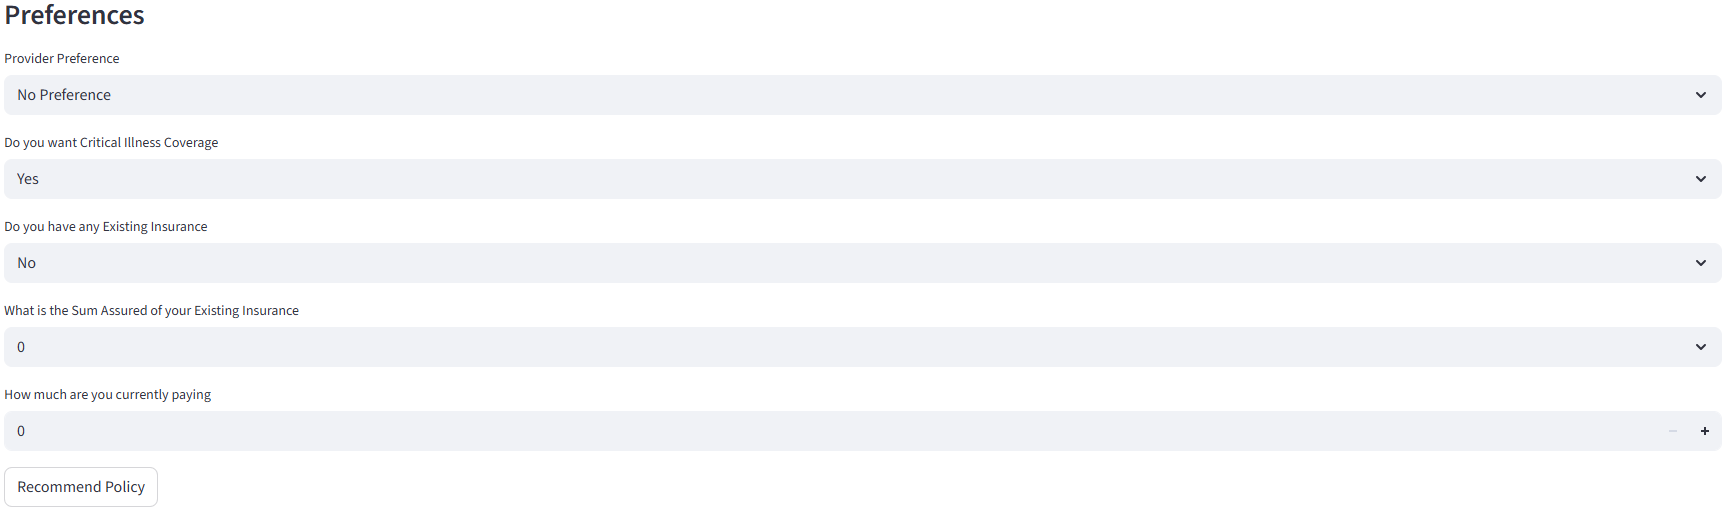 Preferences
Provider Preference
No Preference
Do you want Critical Illness Coverage
Yes
Do you have any Existing Insurance
No
What is the Sum Assured of your Existing Insurance
0
How much are you currently paying
0
Recommend Policy